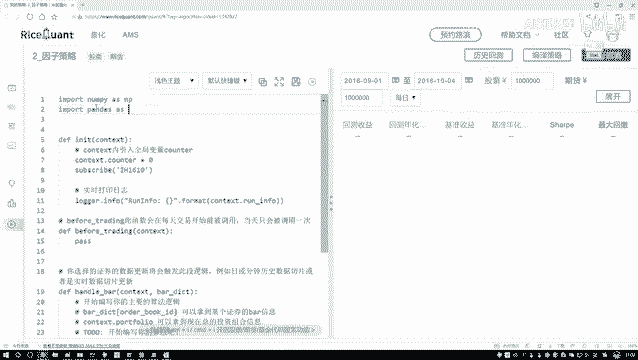 RiceQuant 量化 AMS
预约路演 帮助文档 社区
2_因子策略 股票 期货
历史回测 编译策略
浅色主题 默认快捷键
2016-09-01 至 2016-10-04 股票 ¥ 1000000 期货 ¥
1000000 每日 展开
回测收益 回测年化... 基准收益 基准年化... Sharpe 最大回撤
1 import numpy as np
2 import pandas as
3
4
5 def init(context):
6 # context内引入全局变量counter
7 context.counter = 0
8 subscribe('IH1610')
9
10 # 实时打印日志
11 logger.info("RunInfo: {}".format(context.run_info))
12
13 # before_trading此函数会在每天交易开始前被调用，当天只会被调用一次
14 def before_trading(context):
15 pass
16
17
18 # 你选择的证券的数据更新将会触发此段逻辑，例如日或分钟历史数据切片或
者是实时数据切片更新
19 def handle_bar(context, bar_dict):
20 # 开始编写你的主要的算法逻辑
21 # bar_dict[order_book_id] 可以拿到某个证券的bar信息
22 # context.portfolio 可以拿到现在的投资组合信息
23 # TODO: 开始编写你的